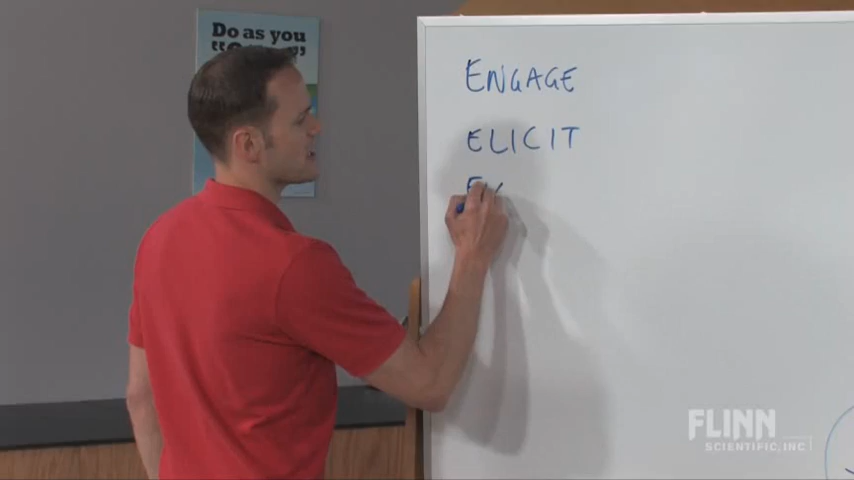 Do as you
ENGAGE
ELICIT
FLINN
SCIENTIFIC, INC